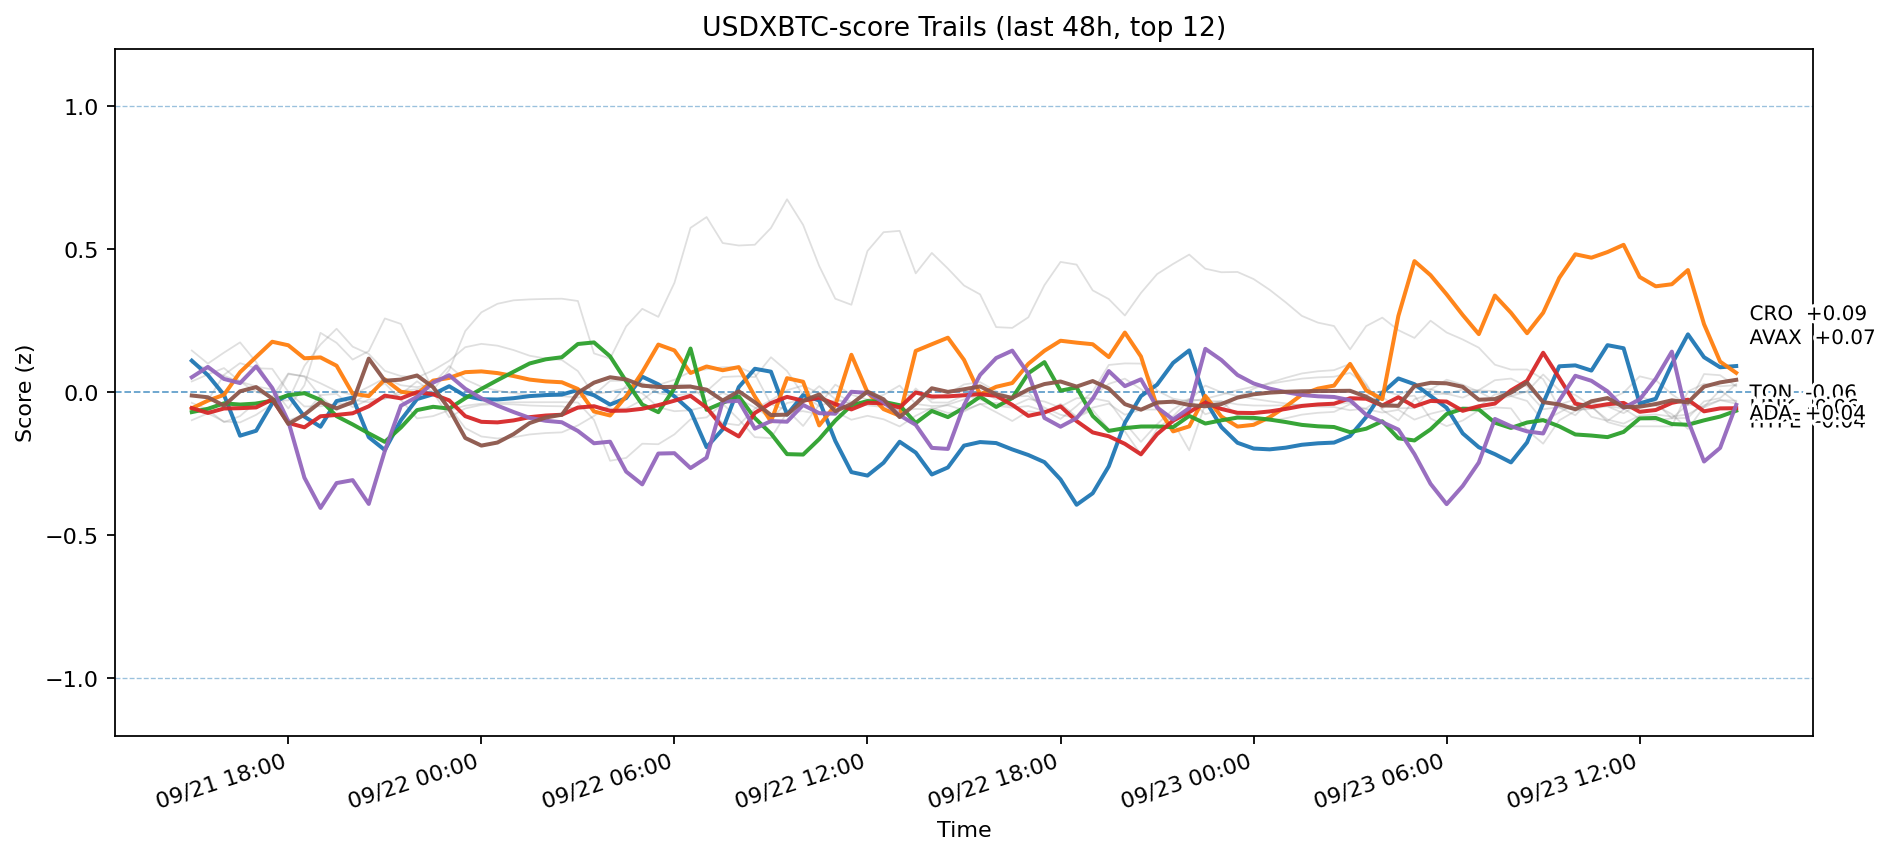 USDXBTC-score Trails (last 48h, top 12)
Score (z)
1.0
0.5
0.0
−0.5
−1.0
CRO +0.09
AVAX +0.07
TON -0.06
ADA +0.04
HYPE -0.04
09/21 18:00
09/22 00:00
09/22 06:00
09/22 12:00
09/22 18:00
09/23 00:00
09/23 06:00
09/23 12:00
Time